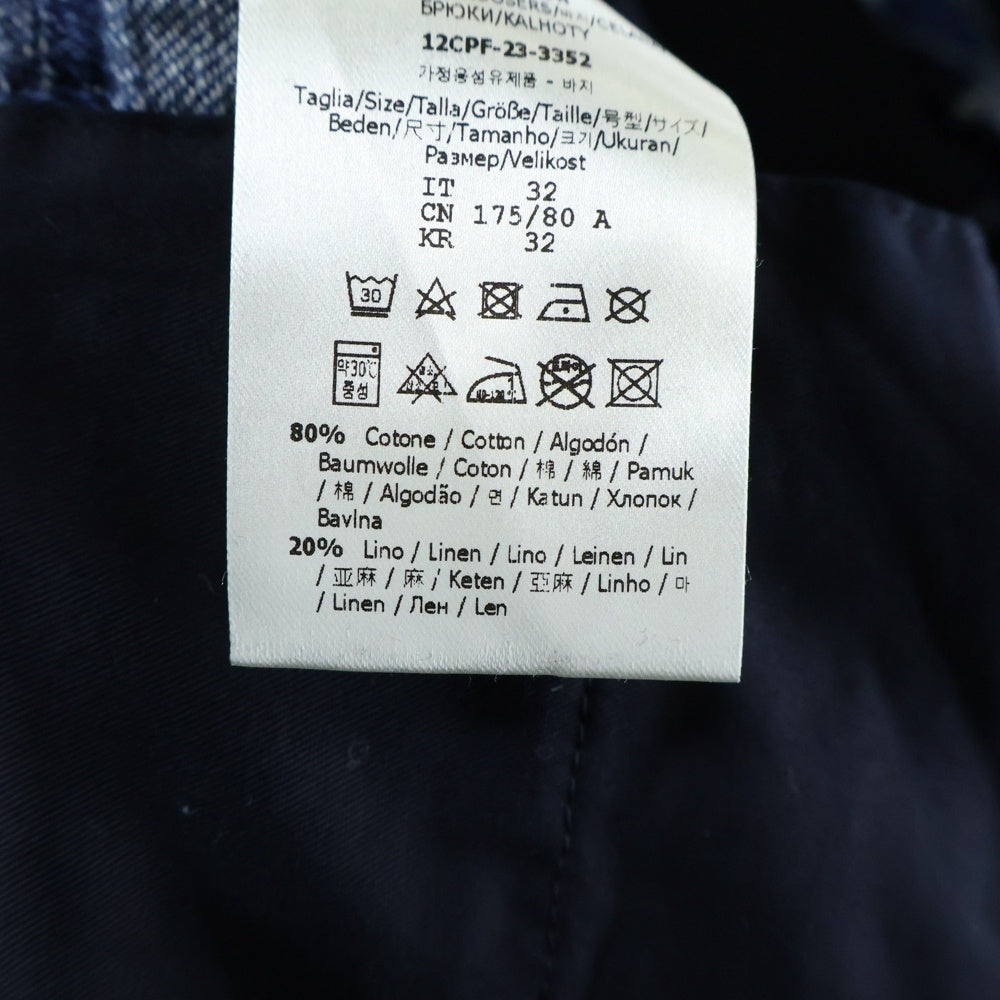 БРЮКИ/KALHOTY
12CPF-23-3352
가정용섬유제품 - 바지
Taglia/Size/Talla/Größe/Taille/号型/サイズ/
Beden/尺寸/Tamanho/크기/Ukuran/
Размер/Velikost
IT 32
CN 175/80 A
KR 32
30
약30℃
중성
80% Cotone / Cotton / Algodón /
Baumwolle / Coton / 棉 / 綿 / Pamuk
/ 棉 / Algodão / 면 / Katun / Хлопок /
Bavlna
20% Lino / Linen / Lino / Leinen / Lin
/ 亚麻 / 麻 / Keten / 亞麻 / Linho / 마
/ Linen / Лен / Len